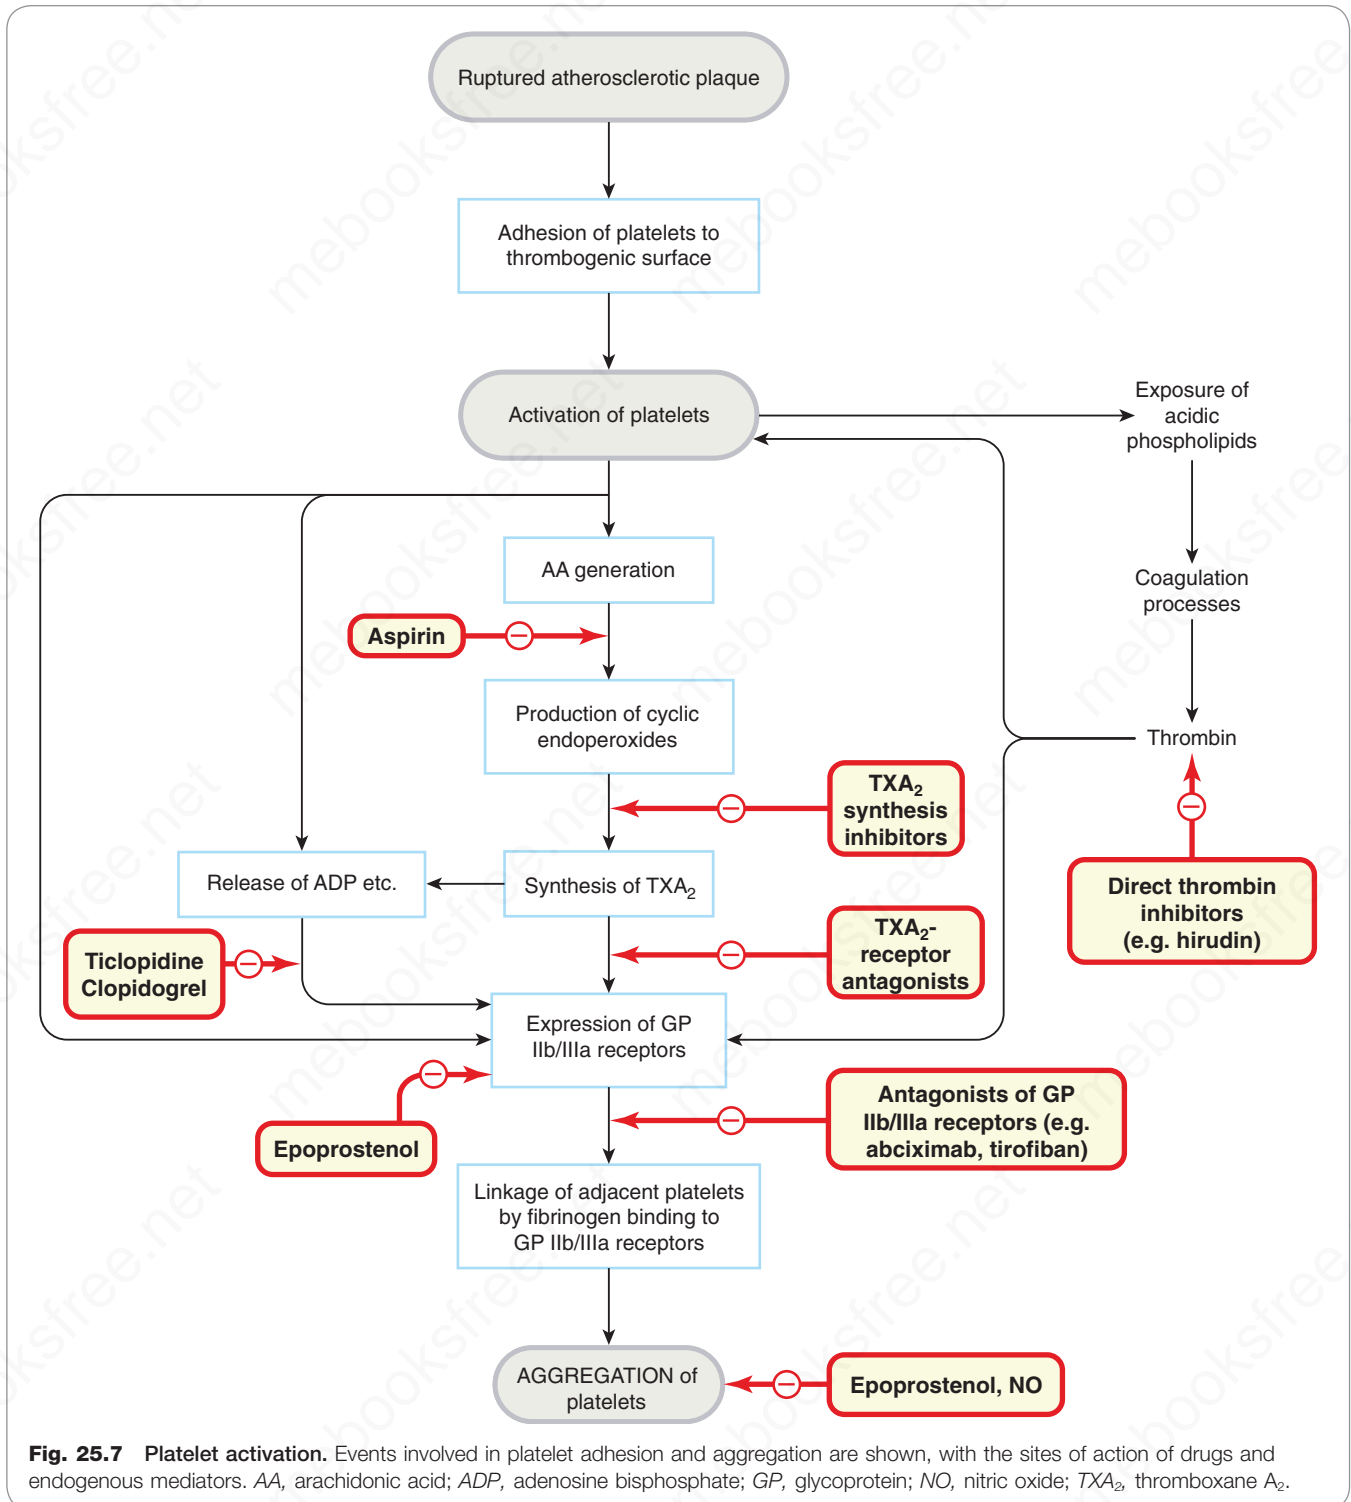 Ruptured atherosclerotic plaque
Adhesion of platelets to
thrombogenic surface
Activation of platelets
Exposure of
acidic
phospholipids
AA generation
Coagulation
processes
Aspirin
Production of cyclic
endoperoxides
Thrombin
TXA₂
synthesis
inhibitors
Release of ADP etc.
Synthesis of TXA₂
Direct thrombin
inhibitors
(e.g. hirudin)
TXA₂-
receptor
antagonists
Ticlopidine
Clopidogrel
Expression of GP
IIb/IIIa receptors
Antagonists of GP
IIb/IIIa receptors (e.g.
abciximab, tirofiban)
Epoprostenol
Linkage of adjacent platelets
by fibrinogen binding to
GP IIb/IIIa receptors
AGGREGATION of
platelets
Epoprostenol, NO
Fig. 25.7 Platelet activation. Events involved in platelet adhesion and aggregation are shown, with the sites of action of drugs and
endogenous mediators. AA, arachidonic acid; ADP, adenosine bisphosphate; GP, glycoprotein; NO, nitric oxide; TXA₂, thromboxane A₂.
mebooksfree.net